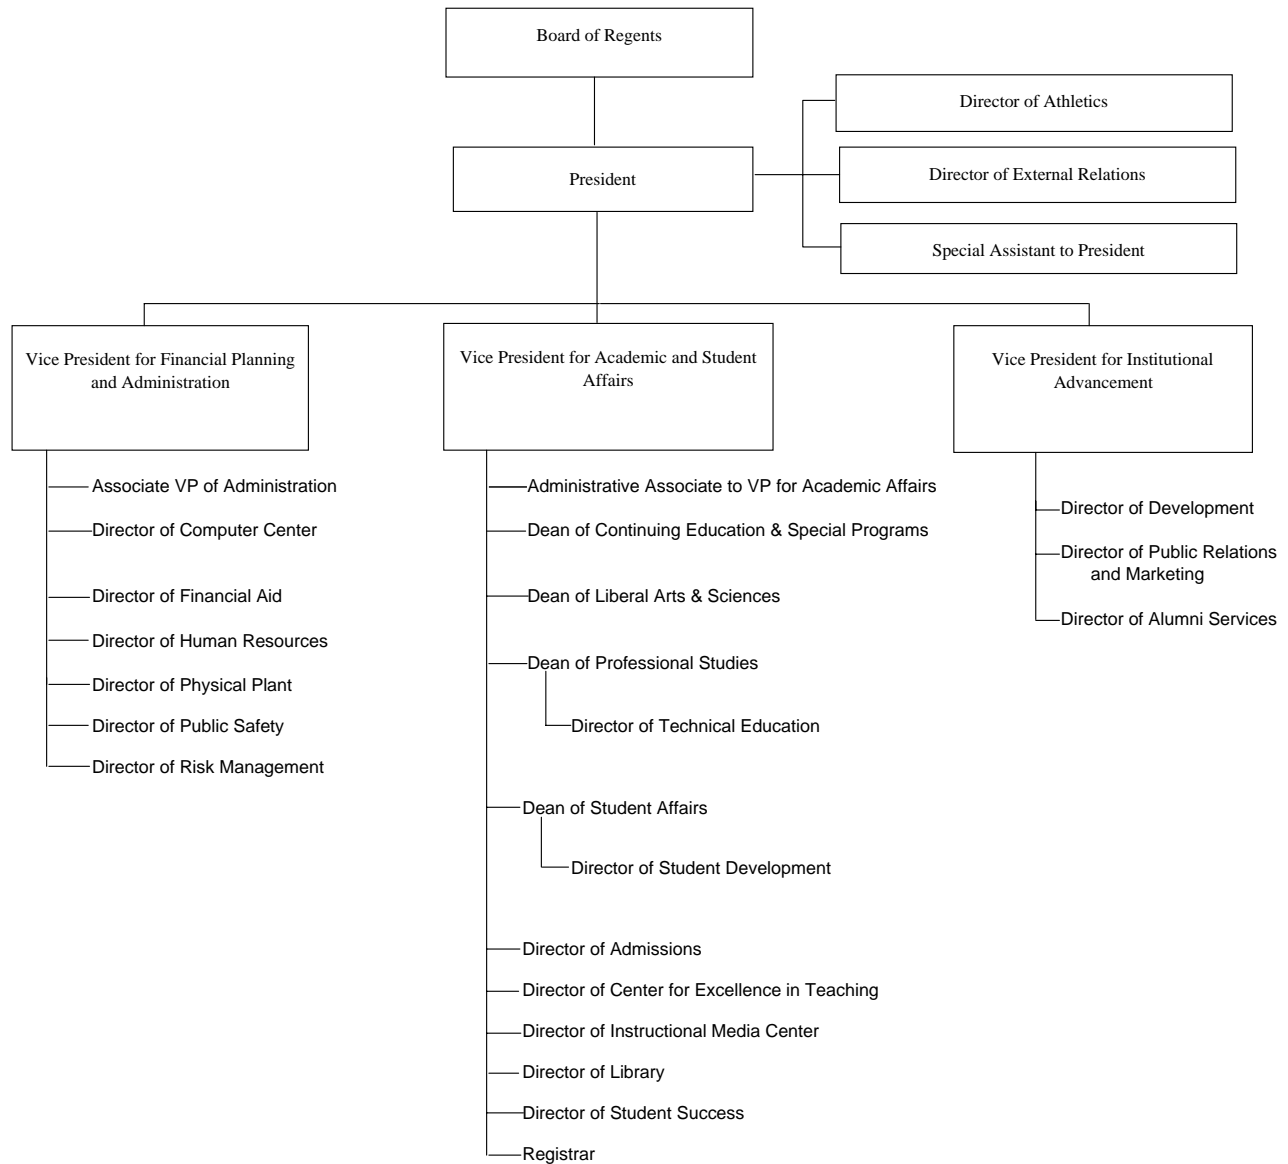 Board of Regents
Director of Athletics
President
Director of External Relations
Special Assistant to President
Vice President for Financial Planning
and Administration
Vice President for Academic and Student
Affairs
Vice President for Institutional
Advancement
Associate VP of Administration
Director of Computer Center
Director of Financial Aid
Director of Human Resources
Director of Physical Plant
Director of Public Safety
Director of Risk Management
Administrative Associate to VP for Academic Affairs
Dean of Continuing Education & Special Programs
Dean of Liberal Arts & Sciences
Dean of Professional Studies
Director of Technical Education
Dean of Student Affairs
Director of Student Development
Director of Admissions
Director of Center for Excellence in Teaching
Director of Instructional Media Center
Director of Library
Director of Student Success
Registrar
Director of Development
Director of Public Relations
and Marketing
Director of Alumni Services